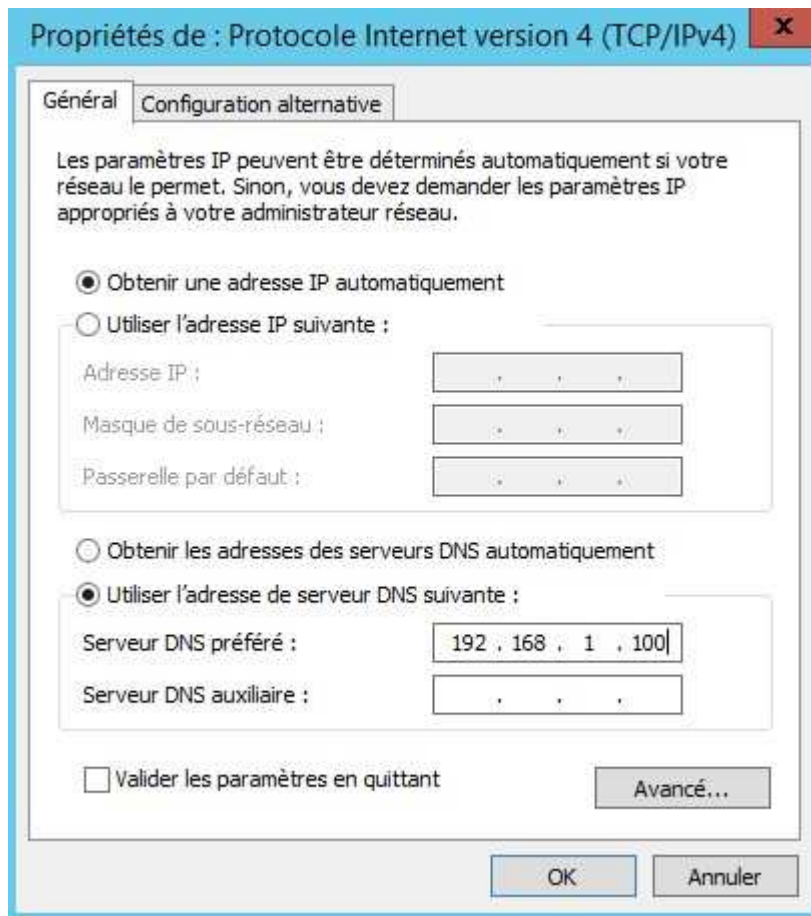 Propriétés de : Protocole Internet version 4 (TCP/IPv4)
x
Général
Configuration alternative
Les paramètres IP peuvent être déterminés automatiquement si votre
réseau le permet. Sinon, vous devez demander les paramètres IP
appropriés à votre administrateur réseau.
Obtenir une adresse IP automatiquement
Utiliser l'adresse IP suivante :
Adresse IP : . . .
Masque de sous-réseau : . . .
Passerelle par défaut : . . .
Obtenir les adresses des serveurs DNS automatiquement
Utiliser l'adresse de serveur DNS suivante :
Serveur DNS préféré : 192 . 168 . 1 . 100
Serveur DNS auxiliaire : . . .
Valider les paramètres en quittant
Avancé...
OK
Annuler